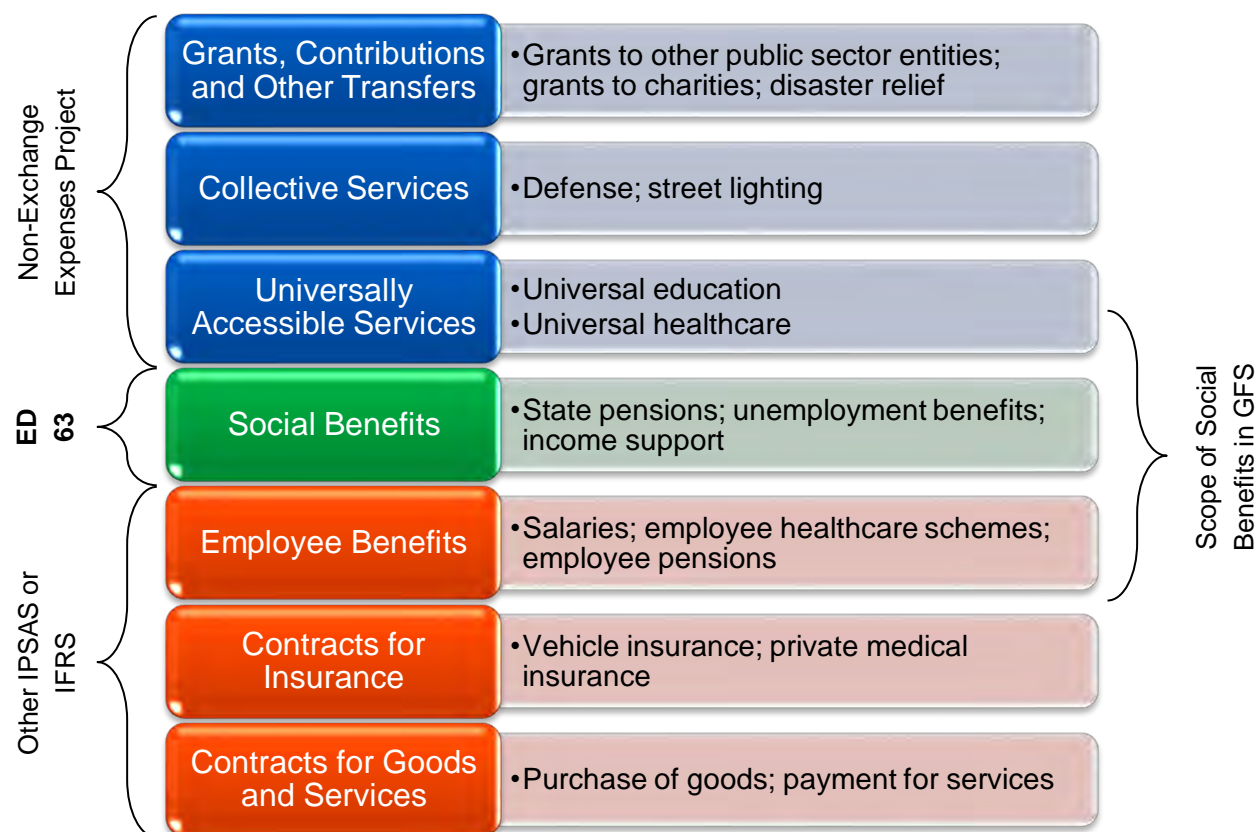 Non-Exchange
Expenses Project
Grants, Contributions
and Other Transfers
•Grants to other public sector entities;
grants to charities; disaster relief
Collective Services
•Defense; street lighting
Universally
Accessible Services
•Universal education
•Universal healthcare
ED
63
Social Benefits
•State pensions; unemployment benefits;
income support
Scope of Social
Benefits in GFS
Other IPSAS or
IFRS
Employee Benefits
•Salaries; employee healthcare schemes;
employee pensions
Contracts for
Insurance
•Vehicle insurance; private medical
insurance
Contracts for Goods
and Services
•Purchase of goods; payment for services